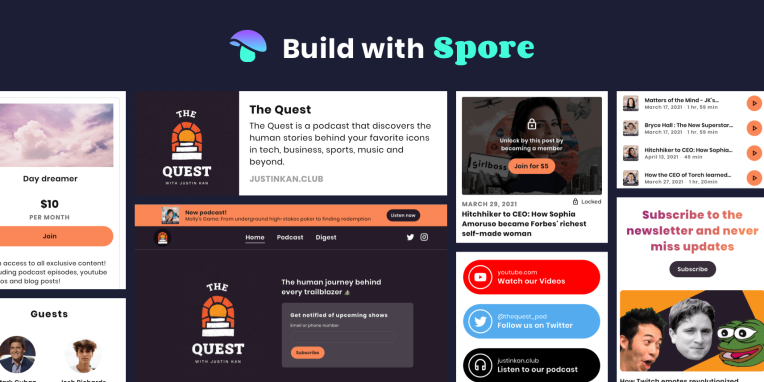 Build with Spore
Day dreamer
$10
PER MONTH
Join
access to all exclusive content!
podcast episodes, youtube
and blog posts!
Guests
THE
QUEST
WITH JUSTIN KAN
The Quest
The Quest is a podcast that discovers the
human stories behind your favorite icons
in tech, business, sports, music and
beyond.
JUSTINKAN.CLUB
New podcast!
Molly's Game: From underground high-stakes poker to finding redemption
Listen now
Home
Podcast
Digest
THE
QUEST
WITH JUSTIN KAN
The human journey behind
every trailblazer
Get notified of upcoming shows
Email or phone number
Subscribe
Girlboss
Unlock by this post by
becoming a member
Join for $5
MARCH 29, 2021
Locked
Hitchhiker to CEO: How Sophia
Amoruso became Forbes' richest
self-made woman
youtube.com
Watch our Videos
@thequest_pod
Follow us on Twitter
justinkan.club
Listen to our podcast
Matters of the Mind - JK's...
March 17, 2021 · 1 hr, 59 min
Bryce Hall : The New Superstar...
March 17, 2021 · 1 hr, 59 min
Hitchhiker to CEO: How Sophia...
April 13, 2021 · 49 min
How the CEO of Torch learned...
March 27, 2021 · 1 hr, 20min
Subscribe to the
newsletter and never
miss updates
Subscribe
How Twitch emotes revolutionized